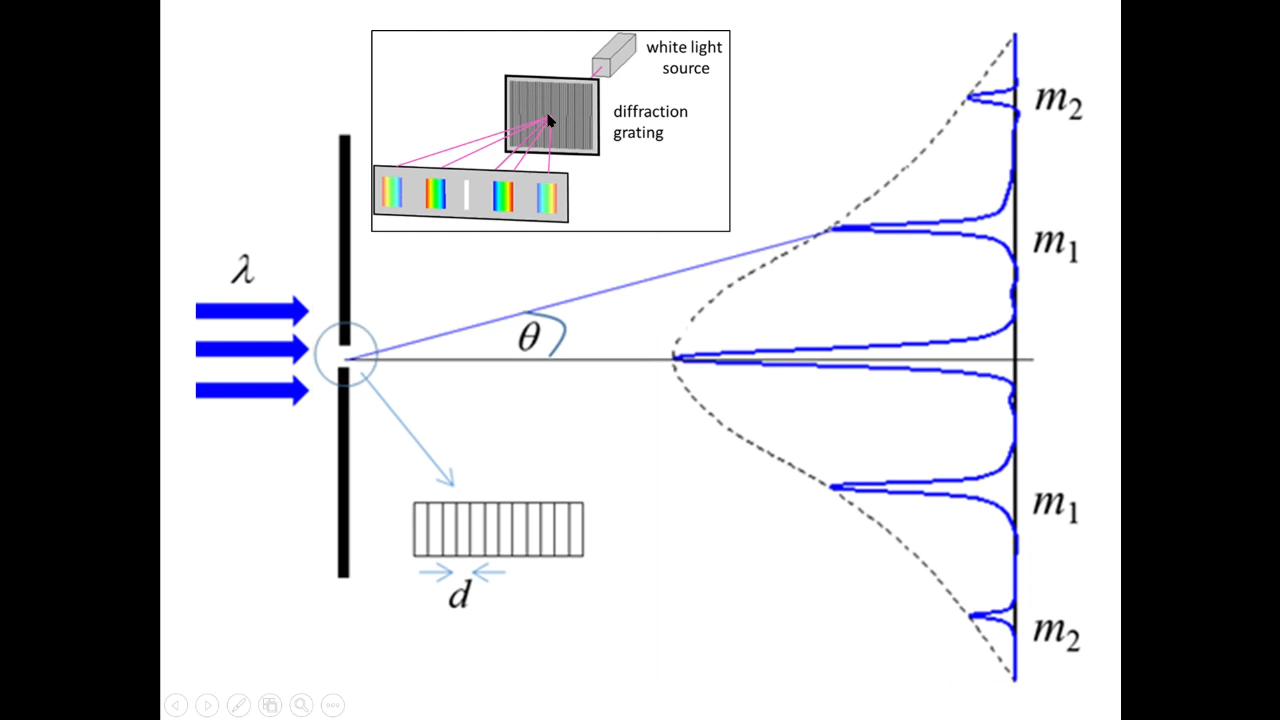 white light
source
diffraction
grating
m₂
m₁
λ
θ
d
m₁
m₂